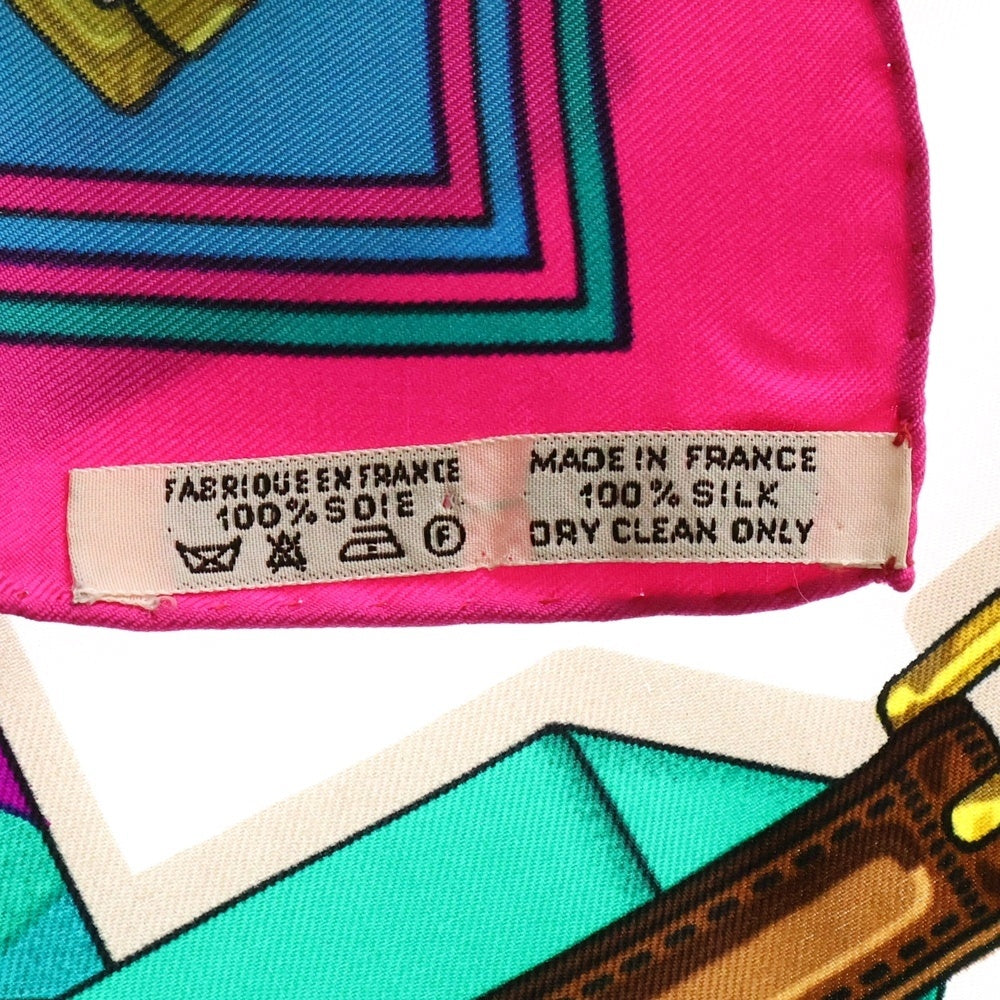 FABRIQUE EN FRANCE
100% SOIE
F
MADE IN FRANCE
100% SILK
DRY CLEAN ONLY